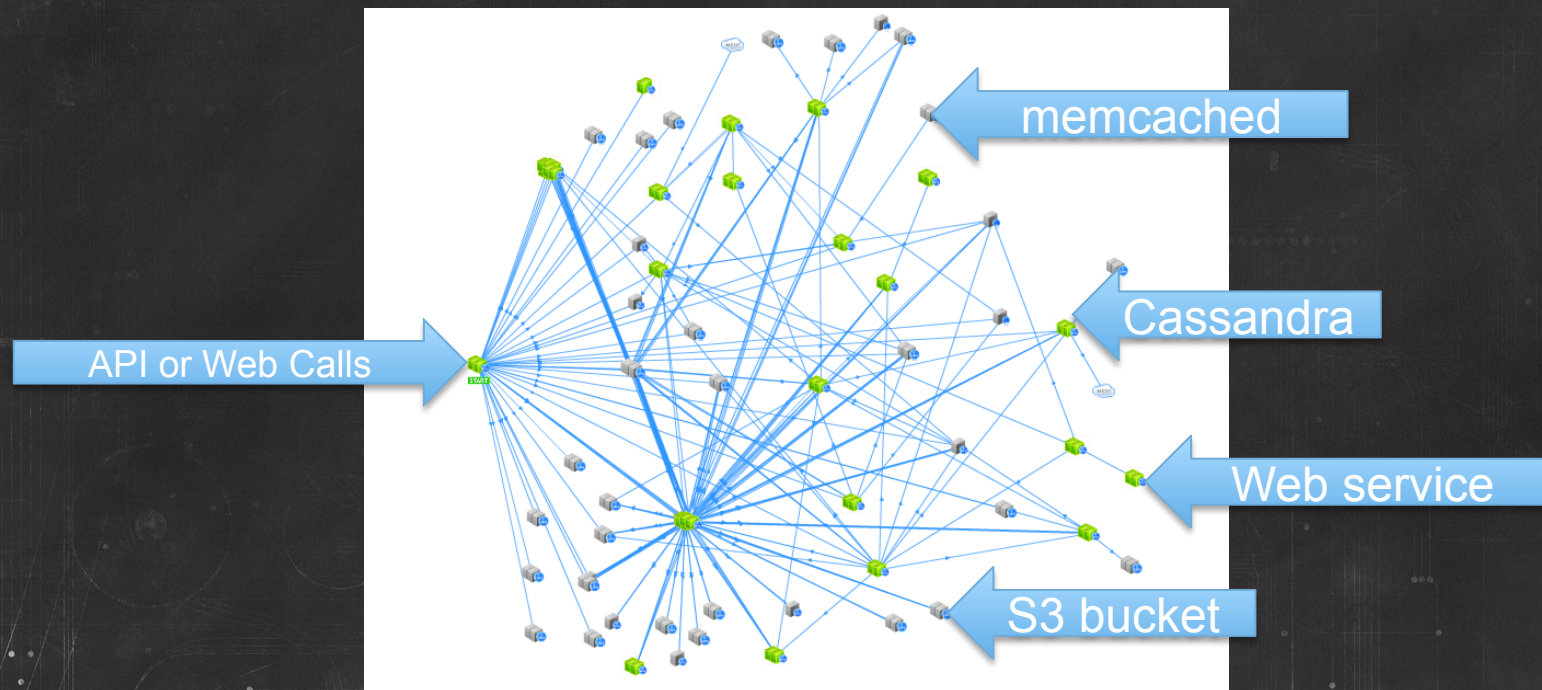 memcached
Cassandra
API or Web Calls
START
Web service
S3 bucket